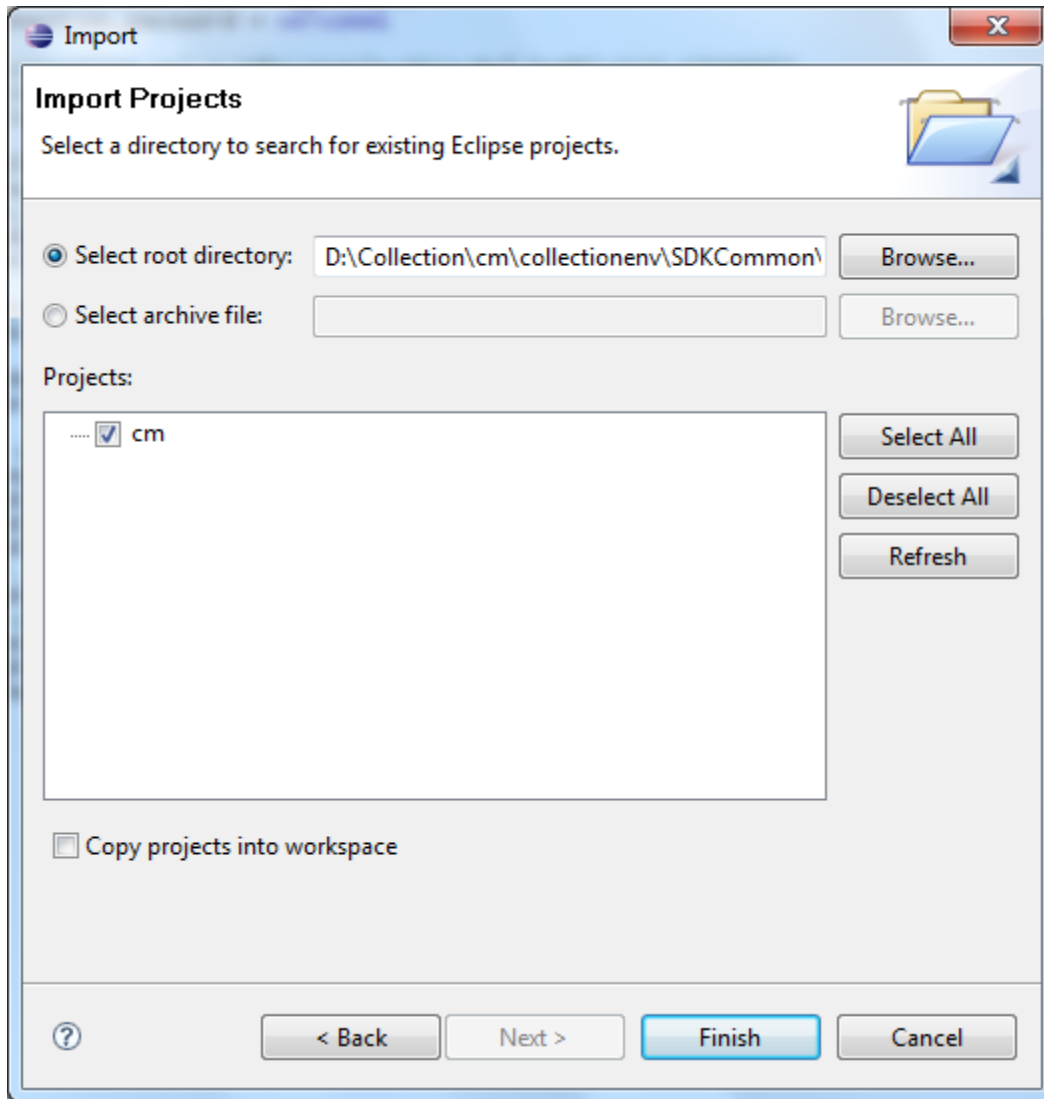 Import
Import Projects
Select a directory to search for existing Eclipse projects.
Select root directory: D:\Collection\cm\collectionenv\SDKCommon\ Browse...
Select archive file: Browse...
Projects:
cm
Select All
Deselect All
Refresh
Copy projects into workspace
< Back Next > Finish Cancel